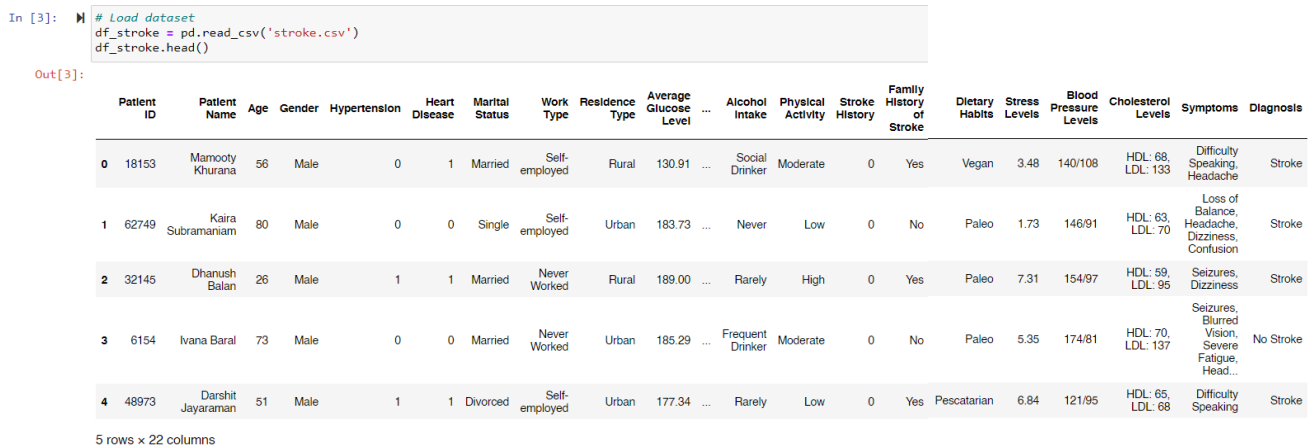 In [3]: # Load dataset
df_stroke = pd.read_csv('stroke.csv')
df_stroke.head()
Out[3]:
Patient ID Patient Name Age Gender Hypertension Heart Disease Marital Status Work Type Residence Type Average Glucose Level ... Alcohol Intake Physical Activity Stroke History Family History of Stroke Dietary Habits Stress Levels Blood Pressure Levels Cholesterol Levels Symptoms Diagnosis
0 18153 Mamooty Khurana 56 Male 0 1 Married Self-employed Rural 130.91 ... Social Drinker Moderate 0 Yes Vegan 3.48 140/108 HDL: 68, LDL: 133 Difficulty Speaking, Headache Stroke
1 62749 Kaira Subramaniam 80 Male 0 0 Single Self-employed Urban 183.73 ... Never Low 0 No Paleo 1.73 146/91 HDL: 63, LDL: 70 Loss of Balance, Headache, Dizziness, Confusion Stroke
2 32145 Dhanush Balan 26 Male 1 1 Married Never Worked Rural 189.00 ... Rarely High 0 Yes Paleo 7.31 154/97 HDL: 59, LDL: 95 Seizures, Dizziness Stroke
3 6154 Ivana Baral 73 Male 0 0 Married Never Worked Urban 185.29 ... Frequent Drinker Moderate 0 No Paleo 5.35 174/81 HDL: 70, LDL: 137 Seizures, Blurred Vision, Severe Fatigue, Head... No Stroke
4 48973 Darshit Jayaraman 51 Male 1 1 Divorced Self-employed Urban 177.34 ... Rarely Low 0 Yes Pescatarian 6.84 121/95 HDL: 65, LDL: 68 Difficulty Speaking Stroke
5 rows × 22 columns